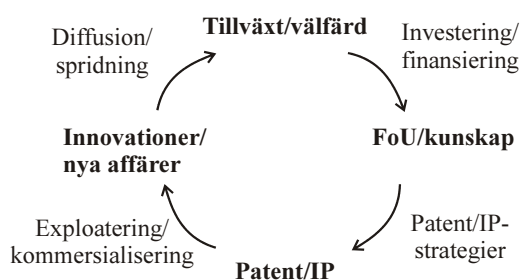 Tillväxt/välfärd
Diffusion/
spridning
Investering/
finansiering
Innovationer/
nya affärer
FoU/kunskap
Exploatering/
kommersialisering
Patent/IP-
strategier
Patent/IP